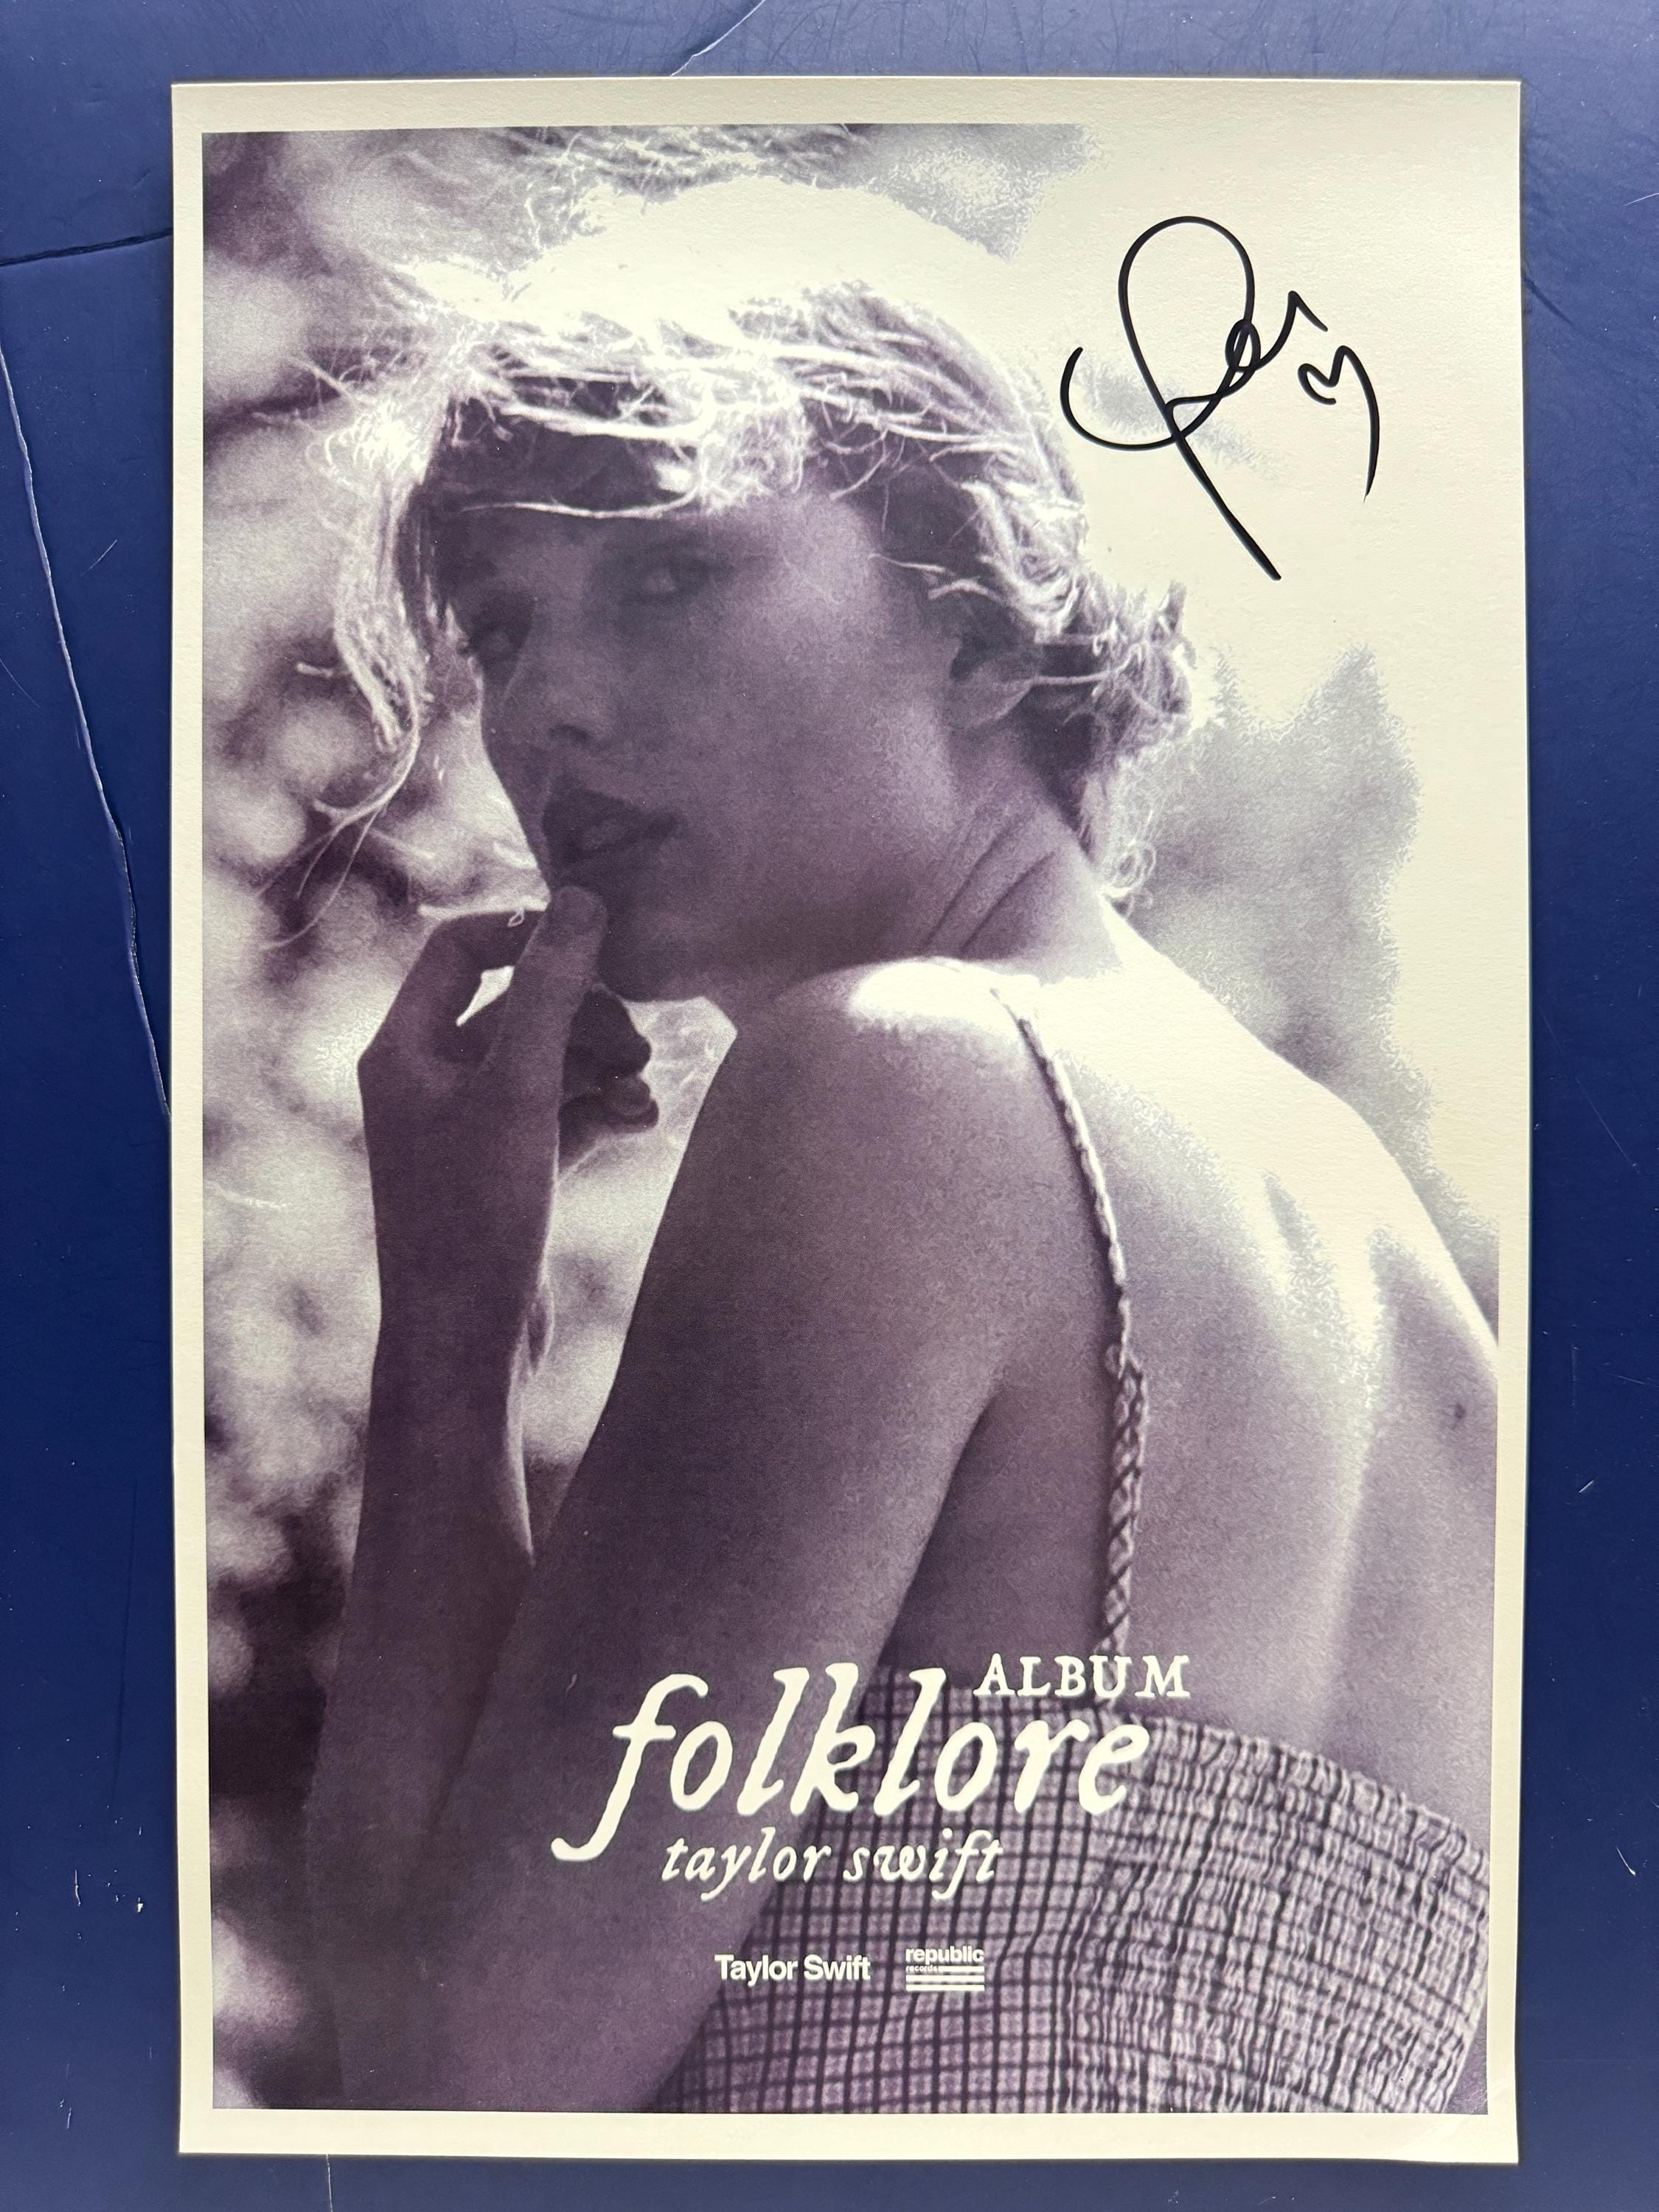 ALBUM
folklore
taylor swift
Taylor Swift
republic
records